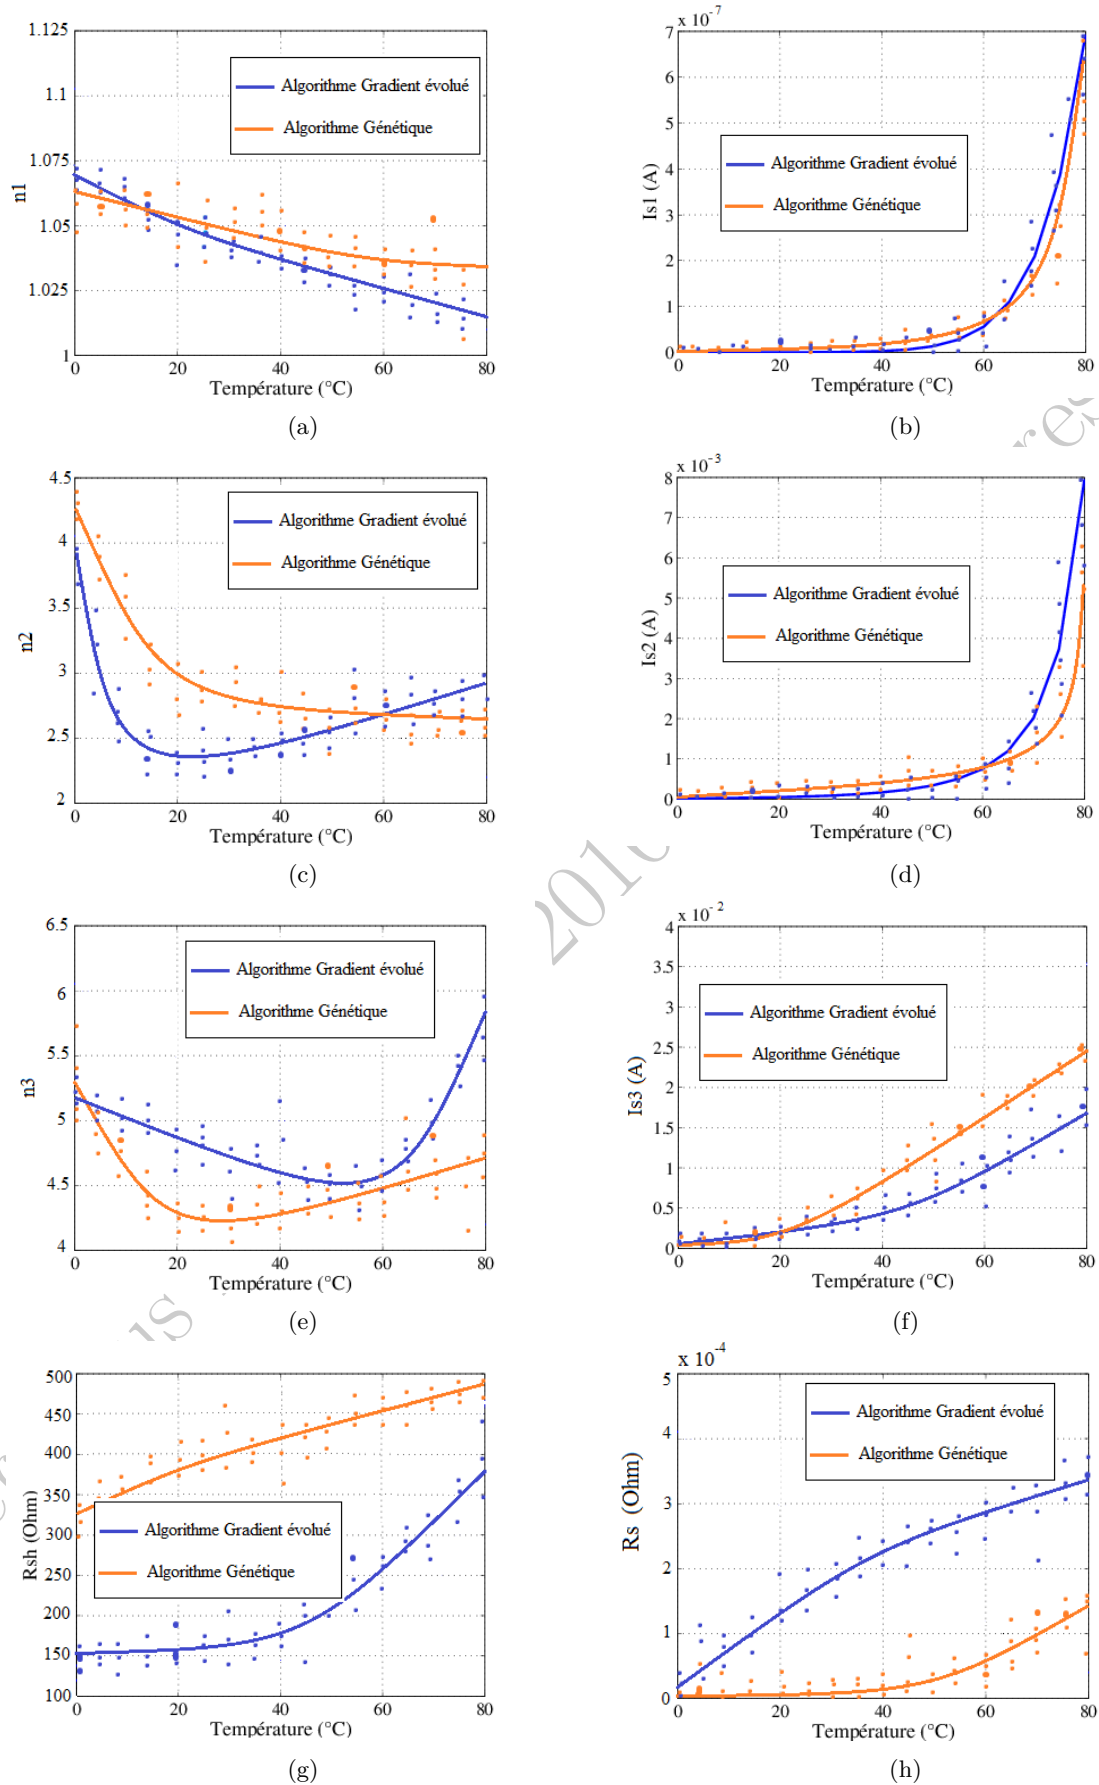 1.125
1.1
1.075
1.05
1.025
1
n1
Algorithme Gradient évolué
Algorithme Génétique
0 20 40 60 80
Température (°C)
(a)
x 10⁻⁷
7
6
5
4
3
2
1
0
Is1 (A)
Algorithme Gradient évolué
Algorithme Génétique
0 20 40 60 80
Température (°C)
(b)
4.5
4
3.5
3
2.5
2
n2
Algorithme Gradient évolué
Algorithme Génétique
0 20 40 60 80
Température (°C)
(c)
x 10⁻³
8
7
6
5
4
3
2
1
0
Is2 (A)
Algorithme Gradient évolué
Algorithme Génétique
0 20 40 60 80
Température (°C)
(d)
6.5
6
5.5
5
4.5
4
n3
Algorithme Gradient évolué
Algorithme Génétique
0 20 40 60 80
Température (°C)
(e)
x 10⁻²
4
3.5
3
2.5
2
1.5
1
0.5
0
Is3 (A)
Algorithme Gradient évolué
Algorithme Génétique
0 20 40 60 80
Température (°C)
(f)
500
450
400
350
300
250
200
150
100
Rsh (Ohm)
Algorithme Gradient évolué
Algorithme Génétique
0 20 40 60 80
Température (°C)
(g)
x 10⁻⁴
5
4
3
2
1
0
Rs (Ohm)
Algorithme Gradient évolué
Algorithme Génétique
0 20 40 60 80
Température (°C)
(h)